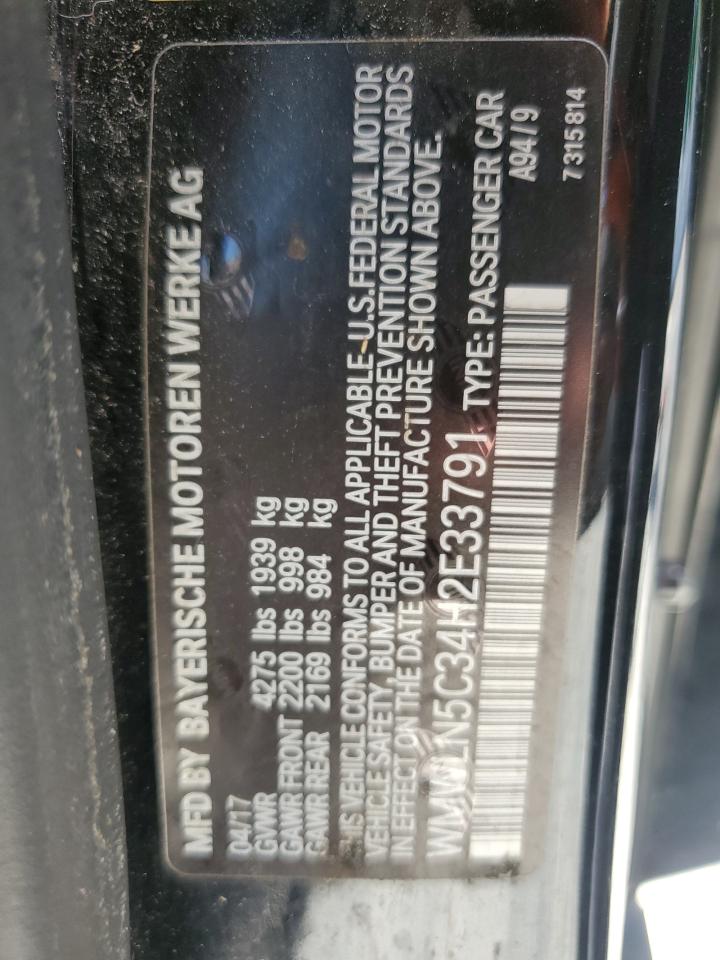 MFD BY BAYERISCHE MOTOREN WERKE AG
04/17
GVWR 4275 lbs 1939 kg
GAWR FRONT 2200 lbs 998 kg
GAWR REAR 2169 lbs 984 kg
THIS VEHICLE CONFORMS TO ALL APPLICABLE U.S.FEDERAL MOTOR
VEHICLE SAFETY, BUMPER AND THEFT PREVENTION STANDARDS
IN EFFECT ON THE DATE OF MANUFACTURE SHOWN ABOVE.
WMWLN5C34H2E33791 TYPE: PASSENGER CAR
A94/9
7315814